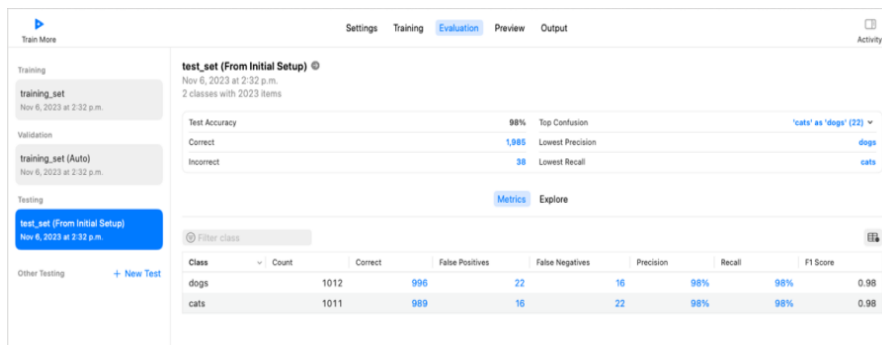 Train More
Settings Training Evaluation Preview Output
Activity
Training
training_set
Nov 6, 2023 at 2:32 p.m.
Validation
training_set (Auto)
Nov 6, 2023 at 2:32 p.m.
Testing
test_set (From Initial Setup)
Nov 6, 2023 at 2:32 p.m.
Other Testing + New Test
test_set (From Initial Setup)
Nov 6, 2023 at 2:32 p.m.
2 classes with 2023 items
Test Accuracy 98% Top Confusion 'cats' as 'dogs' (22)
Correct 1,985 Lowest Precision dogs
Incorrect 38 Lowest Recall cats
Metrics Explore
Filter class
Class Count Correct False Positives False Negatives Precision Recall F1 Score
dogs 1012 996 22 16 98% 98% 0.98
cats 1011 989 16 22 98% 98% 0.98